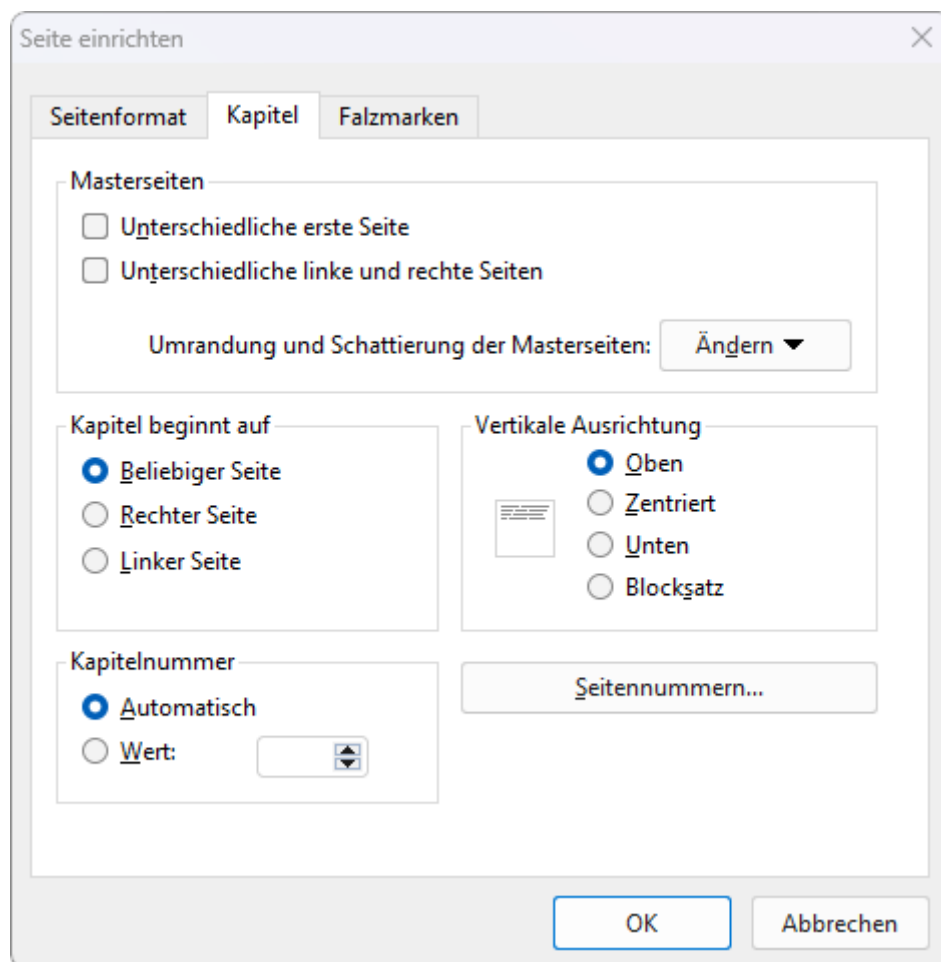 Seite einrichten
Seitenformat Kapitel Falzmarken
Masterseiten
Unterschiedliche erste Seite
Unterschiedliche linke und rechte Seiten
Umrandung und Schattierung der Masterseiten: Ändern
Kapitel beginnt auf
Beliebiger Seite
Rechter Seite
Linker Seite
Vertikale Ausrichtung
Oben
Zentriert
Unten
Blocksatz
Kapitelnummer
Automatisch
Wert:
Seitennummern...
OK Abbrechen